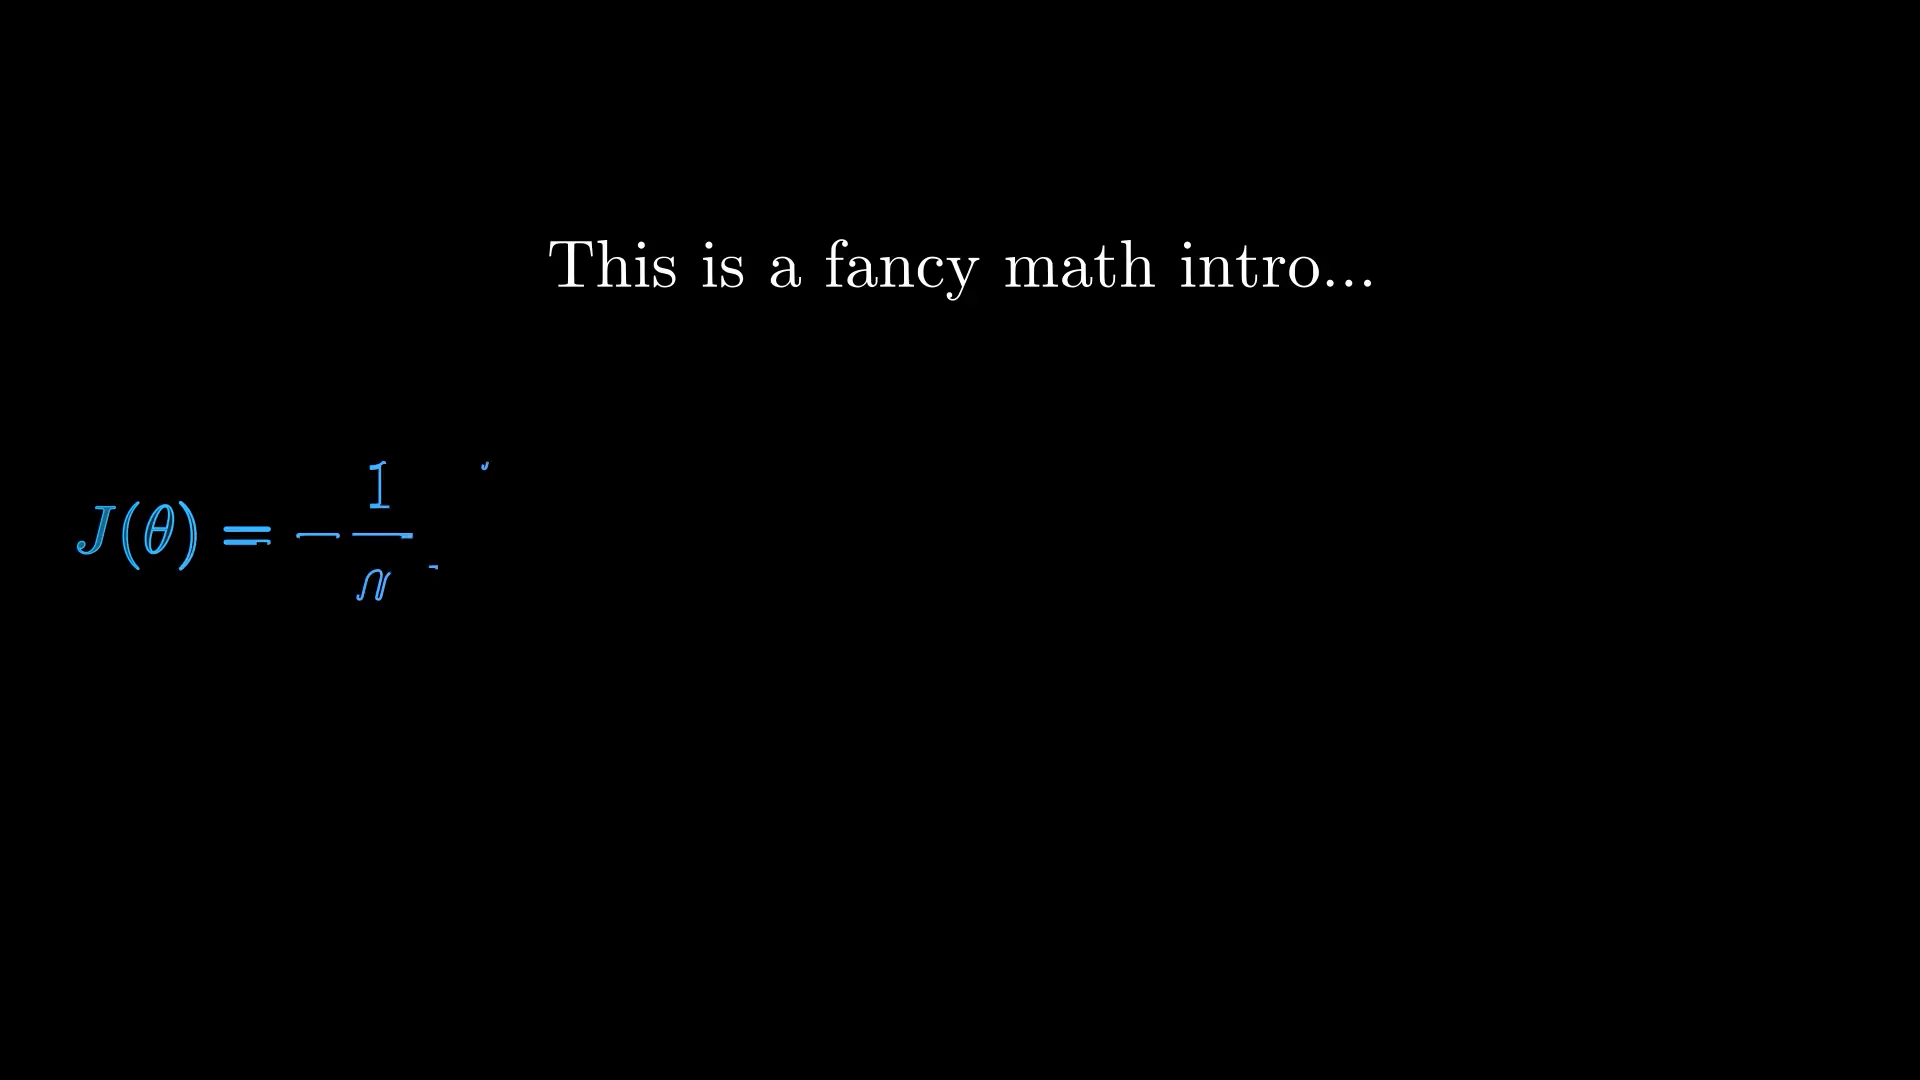 This is a fancy math intro...
J(θ) = -1/n